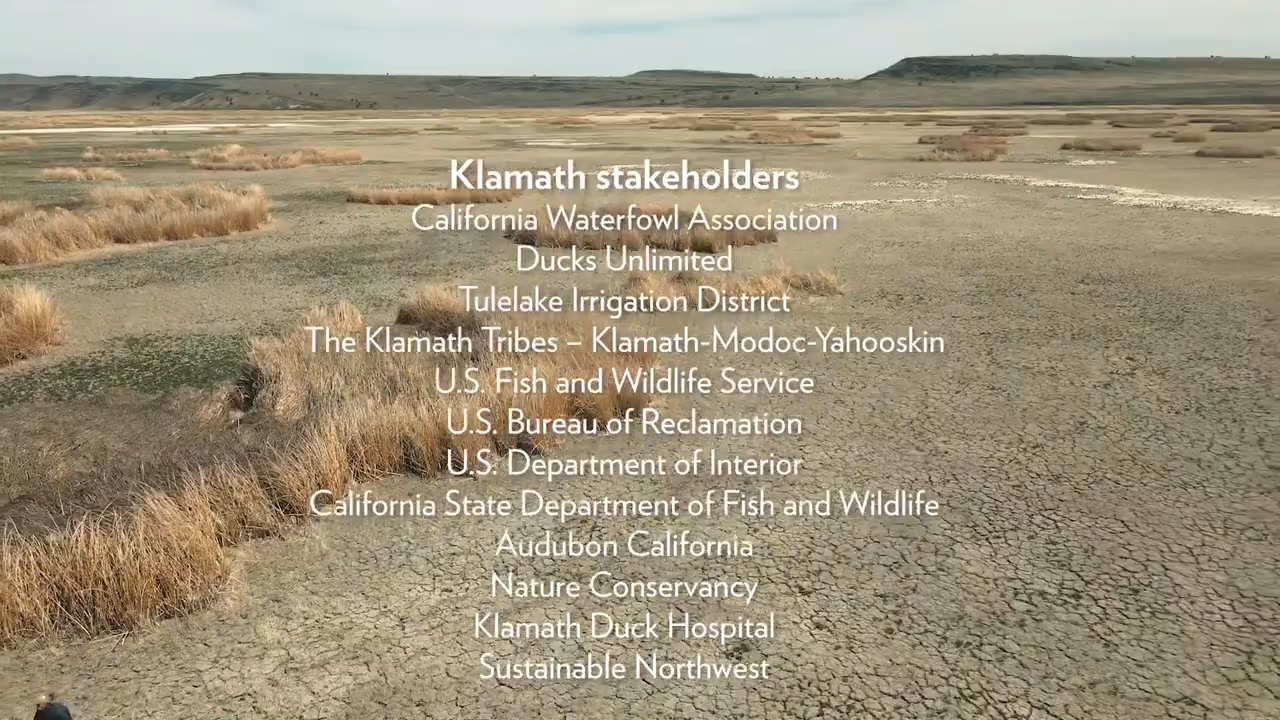 Klamath stakeholders
California Waterfowl Association
Ducks Unlimited
Tulelake Irrigation District
The Klamath Tribes – Klamath-Modoc-Yahooskin
U.S. Fish and Wildlife Service
U.S. Bureau of Reclamation
U.S. Department of Interior
California State Department of Fish and Wildlife
Audubon California
Nature Conservancy
Klamath Duck Hospital
Sustainable Northwest